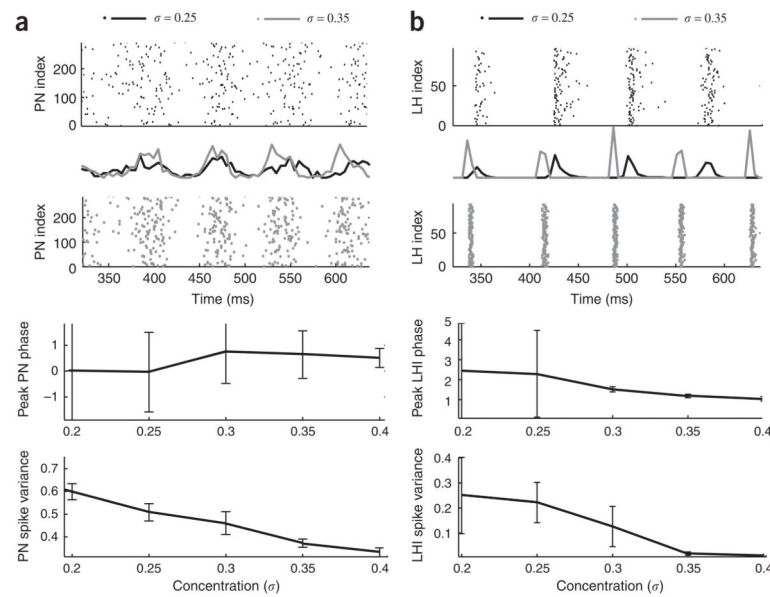 a
σ = 0.25 σ = 0.35
PN index
200
100
0
PN index
200
100
0
350 400 450 500 550 600
Time (ms)
Peak PN phase
1
0
−1
0.2 0.25 0.3 0.35 0.4
PN spike variance
0.7
0.6
0.5
0.4
0.2 0.25 0.3 0.35 0.4
Concentration (σ)
b
σ = 0.25 σ = 0.35
LH index
50
0
LH index
50
0
350 400 450 500 550 600
Time (ms)
Peak LHI phase
5
4
3
2
1
0.2 0.25 0.3 0.35 0.4
LHI spike variance
0.4
0.3
0.2
0.1
0.2 0.25 0.3 0.35 0.4
Concentration (σ)